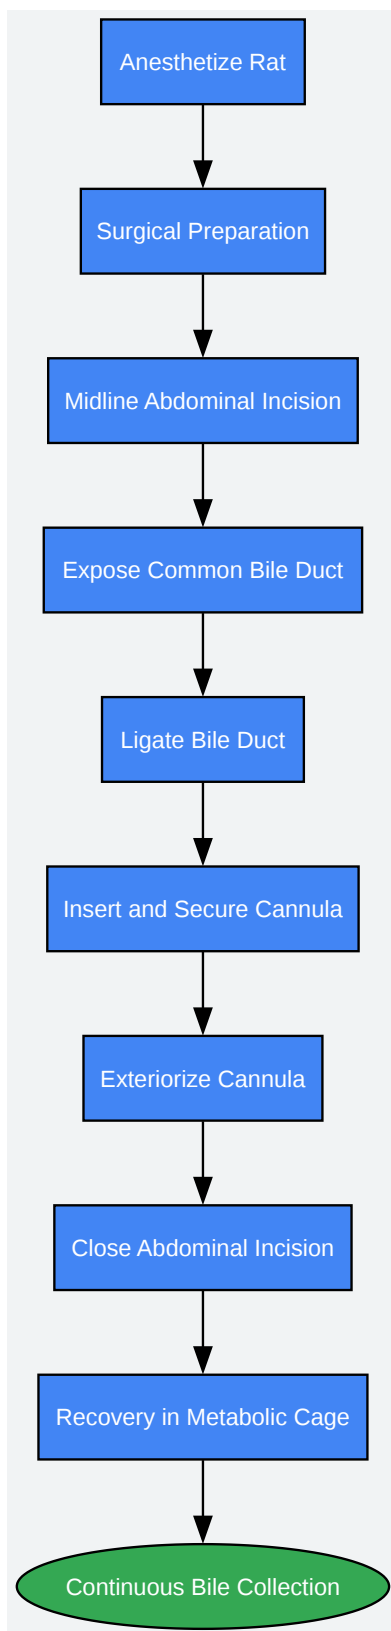 Anesthetize Rat
Surgical Preparation
Midline Abdominal Incision
Expose Common Bile Duct
Ligate Bile Duct
Insert and Secure Cannula
Exteriorize Cannula
Close Abdominal Incision
Recovery in Metabolic Cage
Continuous Bile Collection